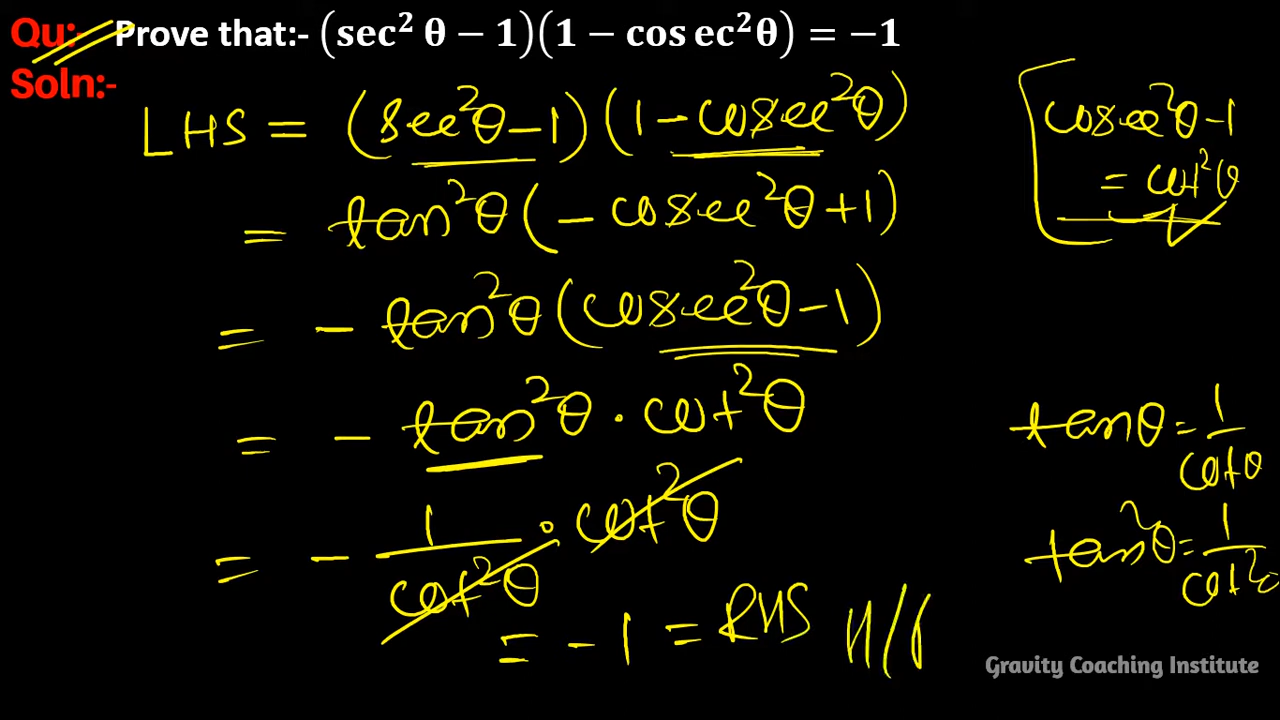 Qu:- Prove that:- (sec² θ − 1)(1 − cos ec²θ) = −1
Soln:-
LHS = (sec²θ−1)(1−cosec²θ)
= tan²θ(−cosec²θ+1)
= − tan²θ(cosec²θ−1)
= − tan²θ · cot²θ
= − 1/cot²θ · cot²θ
= −1 = RHS H/P
cosec²θ−1
= cot²θ
tanθ = 1/cotθ
tan²θ = 1/cot²θ
Gravity Coaching Institute